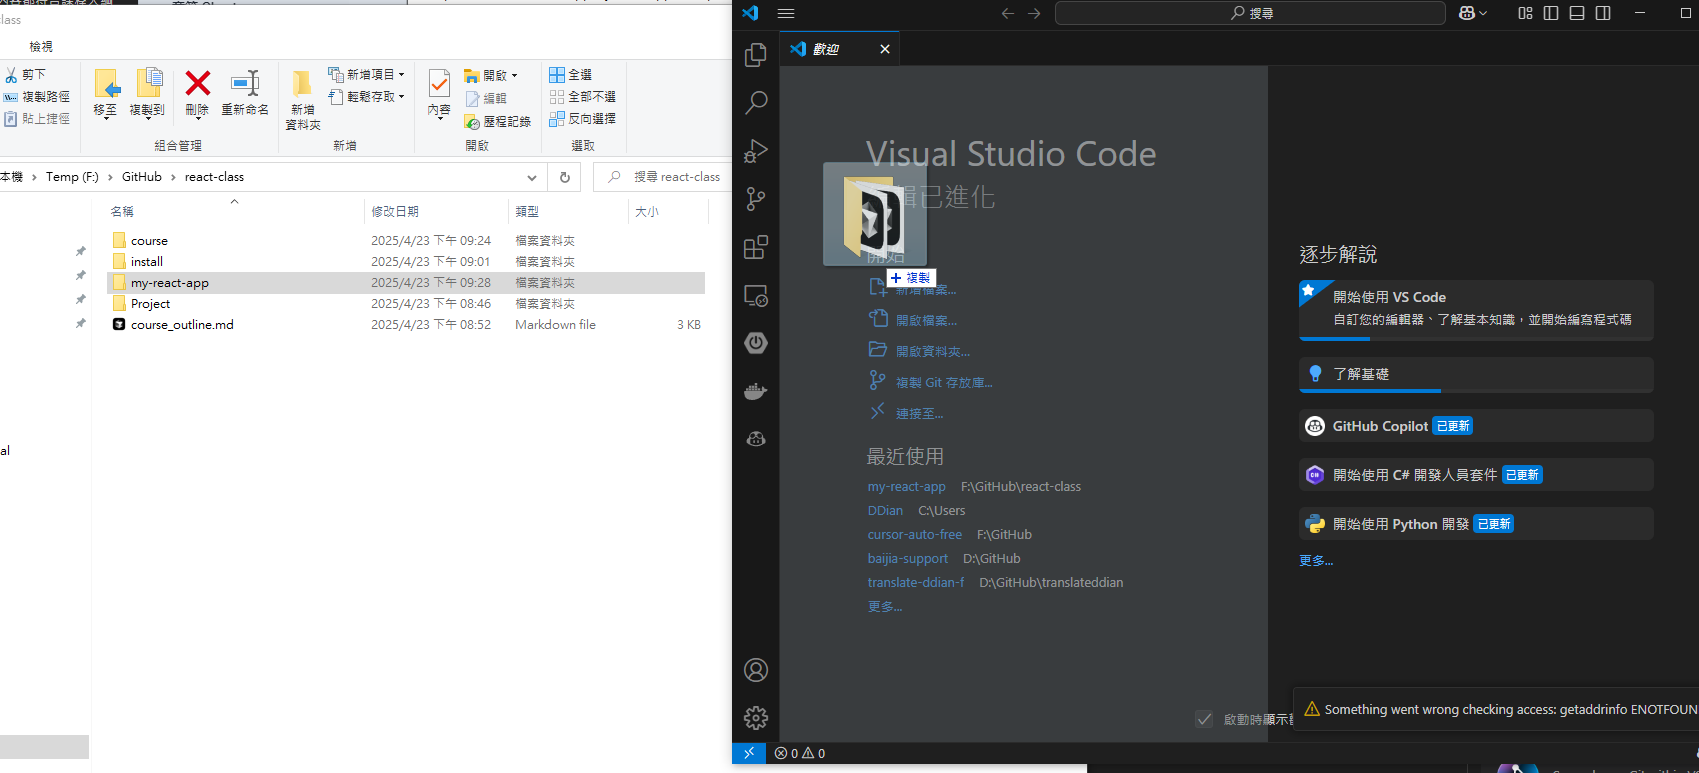 class
檢視
剪下
複製路徑
貼上捷徑
移至
複製到
刪除
重新命名
組合管理
新增
資料夾
新增項目
輕鬆存取
新增
內容
開啟
編輯
歷程記錄
開啟
全選
全部不選
反向選擇
選取
本機 › Temp (F:) › GitHub › react-class
搜尋 react-class
名稱 修改日期 類型 大小
course 2025/4/23 下午 09:24 檔案資料夾
install 2025/4/23 下午 09:01 檔案資料夾
my-react-app 2025/4/23 下午 09:28 檔案資料夾
Project 2025/4/23 下午 08:46 檔案資料夾
course_outline.md 2025/4/23 下午 08:52 Markdown file 3 KB
al
搜尋
歡迎
Visual Studio Code
輯已進化
開始
複製
新增檔案...
開啟檔案...
開啟資料夾...
複製 Git 存放庫...
連接至...
最近使用
my-react-app F:\GitHub\react-class
DDian C:\Users
cursor-auto-free F:\GitHub
baijia-support D:\GitHub
translate-ddian-f D:\GitHub\translateddian
更多...
逐步解說
開始使用 VS Code
自訂您的編輯器、了解基本知識，並開始編寫程式碼
了解基礎
GitHub Copilot 已更新
開始使用 C# 開發人員套件 已更新
開始使用 Python 開發 已更新
更多...
啟動時顯示
Something went wrong checking access: getaddrinfo ENOTFOUN
0 0